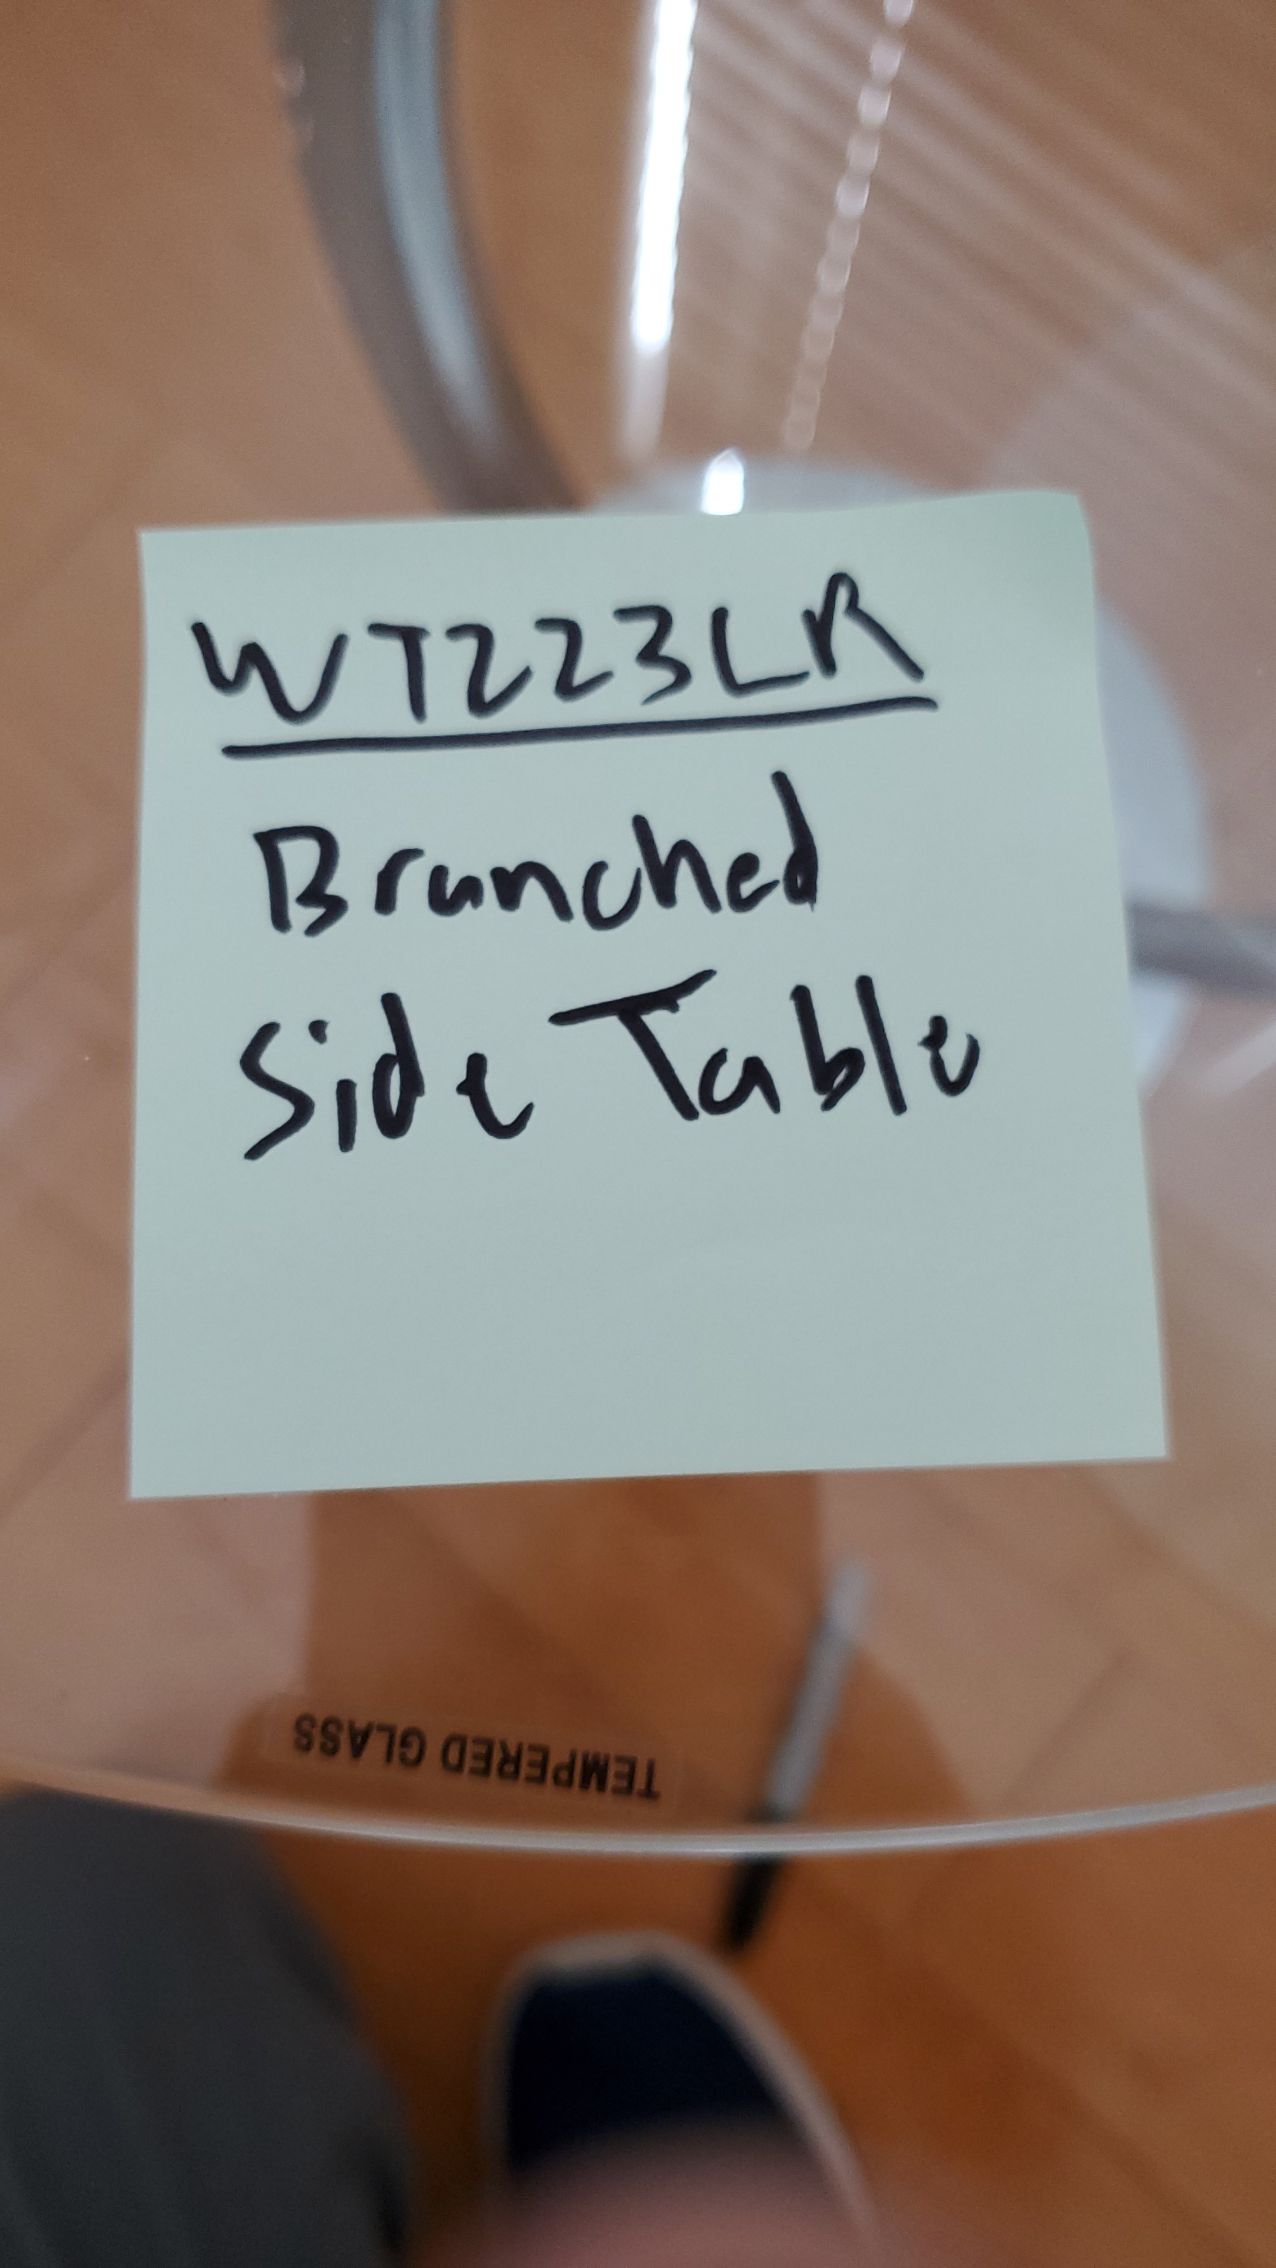 WT223LR
Branched
Side Table
TEMPERED GLASS